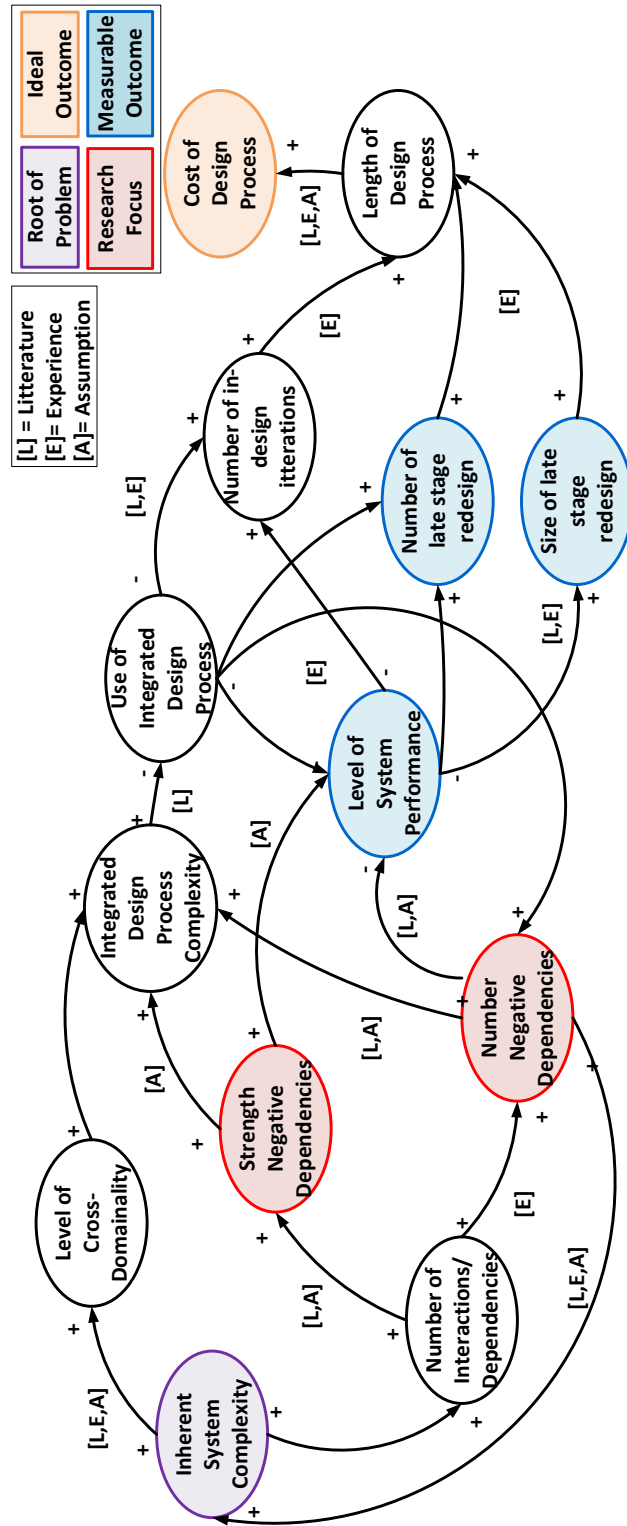 [L] = Litterature
[E]= Experience
[A]= Assumption
Root of
Problem
Ideal
Outcome
Research
Focus
Measurable
Outcome
Inherent
System
Complexity
+
+
+
[L,E,A]
+
Level of
Cross-
Domainality
+
+
Integrated
Design
Process
Complexity
+
+
+
[L]
-
Use of
Integrated
Design
Process
-
-
[L,E]
+
Number of in-
design
itterations
+
+
[E]
+
Length of
Design
Process
+
+
[L,E,A]
+
Cost of
Design
Process
[A]
+
Strength
Negative
Dependencies
+
+
[A]
[L,A]
+
Number of
Interactions/
Dependencies
+
+
[E]
+
Number
Negative
Dependencies
+
+
+
[L,A]
[L,A]
-
Level of
System
Performance
-
-
[E]
+
Number of
late stage
redesign
+
+
[L,E]
+
Size of late
stage
redesign
+
[E]
[L,E,A]